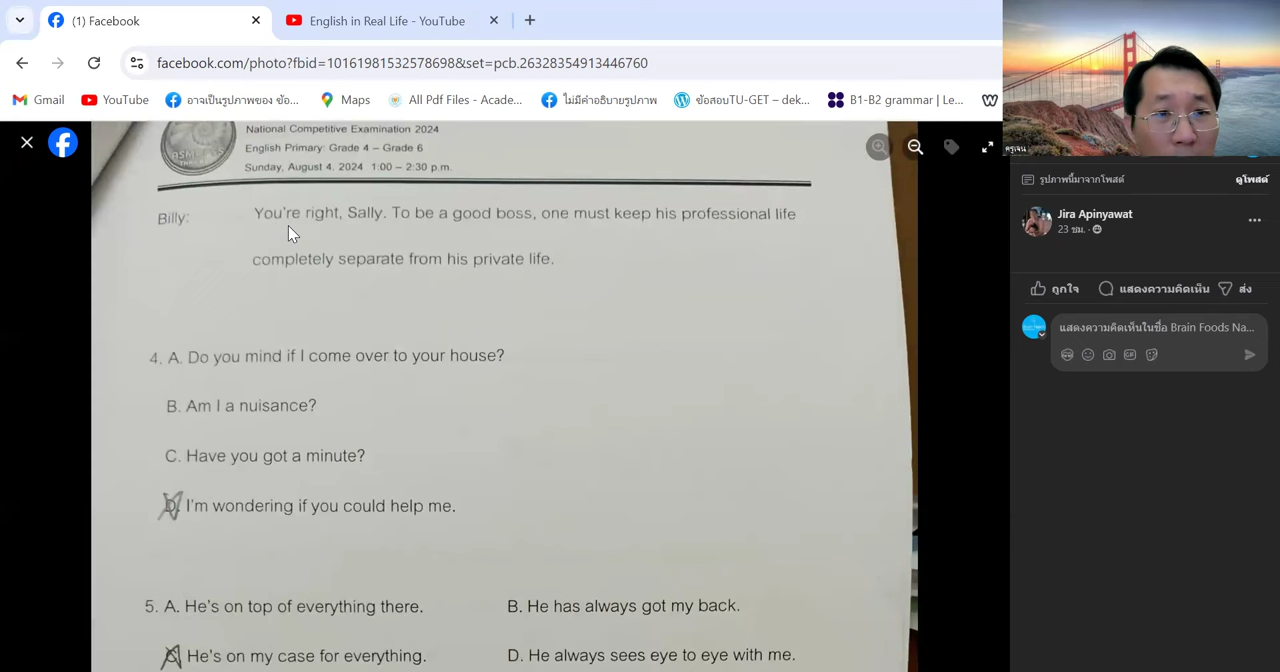 (1) Facebook
English in Real Life - YouTube
facebook.com/photo?fbid=10161981532578698&set=pcb.26328354913446760
Gmail
YouTube
อาจเป็นรูปภาพของ ข้อ...
Maps
All Pdf Files - Acade...
ไม่มีคำอธิบายรูปภาพ
ข้อสอบTU-GET – dek...
B1-B2 grammar | Le...
ครูเจน
National Competitive Examination 2024
English Primary: Grade 4 – Grade 6
Sunday, August 4. 2024 1:00 – 2:30 p.m.
Billy: You're right, Sally. To be a good boss, one must keep his professional life
completely separate from his private life.
4. A. Do you mind if I come over to your house?
B. Am I a nuisance?
C. Have you got a minute?
D. I'm wondering if you could help me.
5. A. He's on top of everything there. B. He has always got my back.
C. He's on my case for everything. D. He always sees eye to eye with me.
รูปภาพนี้มาจากโพสต์
ดูโพสต์
Jira Apinyawat
23 ชม.
ถูกใจ
แสดงความคิดเห็น
ส่ง
แสดงความคิดเห็นในชื่อ Brain Foods Na...